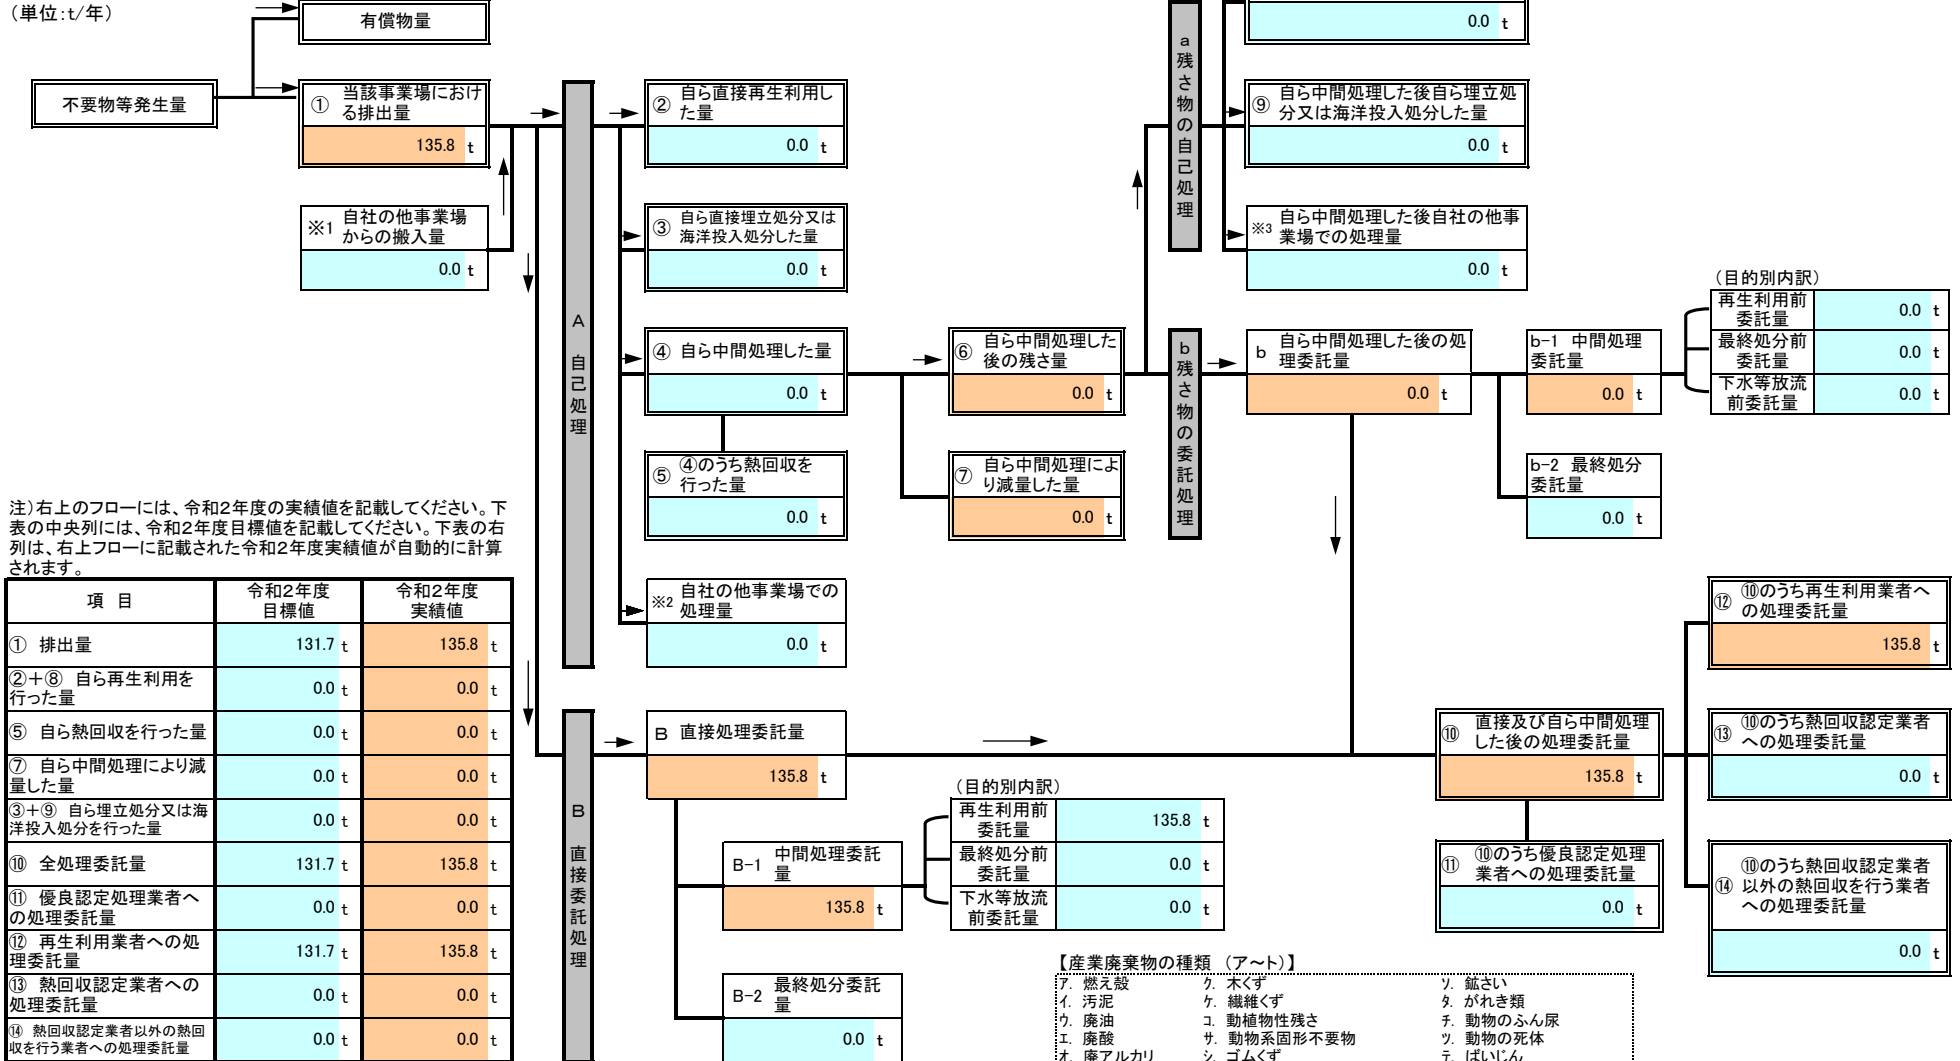 (単位:t/年)
有償物量
不要物等発生量
① 当該事業場におけ
る排出量
135.8 t
※1 自社の他事業場
からの搬入量
0.0 t
A 自己処理
② 自ら直接再生利用し
た量
0.0 t
③ 自ら直接埋立処分又は
海洋投入処分した量
0.0 t
④ 自ら中間処理した量
0.0 t
⑤ ④のうち熱回収を
行った量
0.0 t
※2 自社の他事業場での
処理量
0.0 t
⑥ 自ら中間処理した
後の残さ量
0.0 t
⑦ 自ら中間処理によ
り減量した量
0.0 t
a 残さ物の自己処理
0.0 t
⑨ 自ら中間処理した後自ら埋立処
分又は海洋投入処分した量
0.0 t
※3 自ら中間処理した後自社の他事
業場での処理量
0.0 t
b 残さ物の委託処理
b 自ら中間処理した後の処
理委託量
0.0 t
b-1 中間処理
委託量
0.0 t
b-2 最終処分
委託量
0.0 t
(目的別内訳)
再生利用前
委託量 0.0 t
最終処分前
委託量 0.0 t
下水等放流
前委託量 0.0 t
注)右上のフローには、令和2年度の実績値を記載してください。下
表の中央列には、令和2年度目標値を記載してください。下表の右
列は、右上フローに記載された令和2年度実績値が自動的に計算
されます。
項 目 令和2年度 目標値 令和2年度 実績値
① 排出量 131.7 t 135.8 t
②+⑧ 自ら再生利用を
行った量 0.0 t 0.0 t
⑤ 自ら熱回収を行った量 0.0 t 0.0 t
⑦ 自ら中間処理により減
量した量 0.0 t 0.0 t
③+⑨ 自ら埋立処分又は海
洋投入処分を行った量 0.0 t 0.0 t
⑩ 全処理委託量 131.7 t 135.8 t
⑪ 優良認定処理業者へ
の処理委託量 0.0 t 0.0 t
⑫ 再生利用業者への処
理委託量 131.7 t 135.8 t
⑬ 熱回収認定業者への
処理委託量 0.0 t 0.0 t
⑭ 熱回収認定業者以外の熱回
収を行う業者への処理委託量 0.0 t 0.0 t
B 直接委託処理
B 直接処理委託量
135.8 t
B-1 中間処理委託
量
135.8 t
B-2 最終処分委託
量
0.0 t
(目的別内訳)
再生利用前
委託量 135.8 t
最終処分前
委託量 0.0 t
下水等放流
前委託量 0.0 t
⑩ 直接及び自ら中間処理
した後の処理委託量
135.8 t
⑪ ⑩のうち優良認定処理
業者への処理委託量
0.0 t
⑫ ⑩のうち再生利用業者へ
の処理委託量
135.8 t
⑬ ⑩のうち熱回収認定業者
への処理委託量
0.0 t
⑭ ⑩のうち熱回収認定業者
以外の熱回収を行う業者
への処理委託量
0.0 t
【産業廃棄物の種類 (ア~ト)】
ア. 燃え殻 ク. 木くず ソ. 鉱さい
イ. 汚泥 ケ. 繊維くず タ. がれき類
ウ. 廃油 コ. 動植物性残さ チ. 動物のふん尿
エ. 廃酸 サ. 動物系固形不要物 ツ. 動物の死体
オ. 廃アルカリ シ. ゴムくず テ. ばいじん